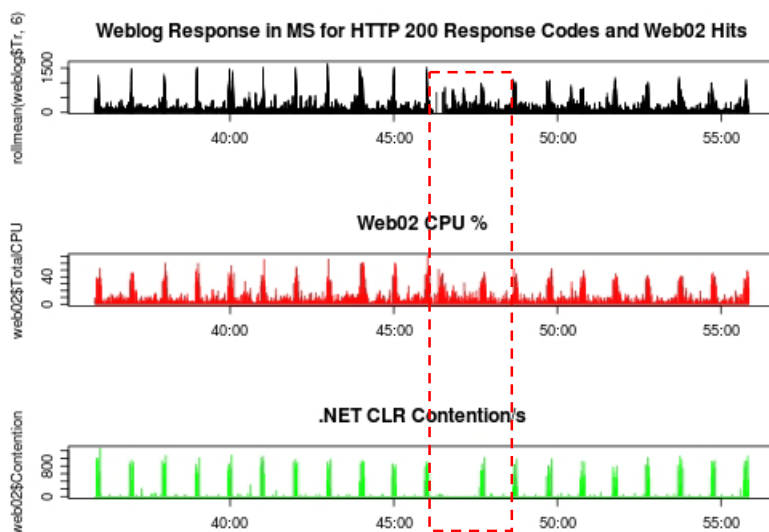 Weblog Response in MS for HTTP 200 Response Codes and Web02 Hits
rollmean(weblog$Tr, 6)
1500
0
40:00 45:00 50:00 55:00
Web02 CPU %
web02$TotalCPU
40
0
40:00 45:00 50:00 55:00
.NET CLR Contention/s
web02$Contention
800
0
40:00 45:00 50:00 55:00